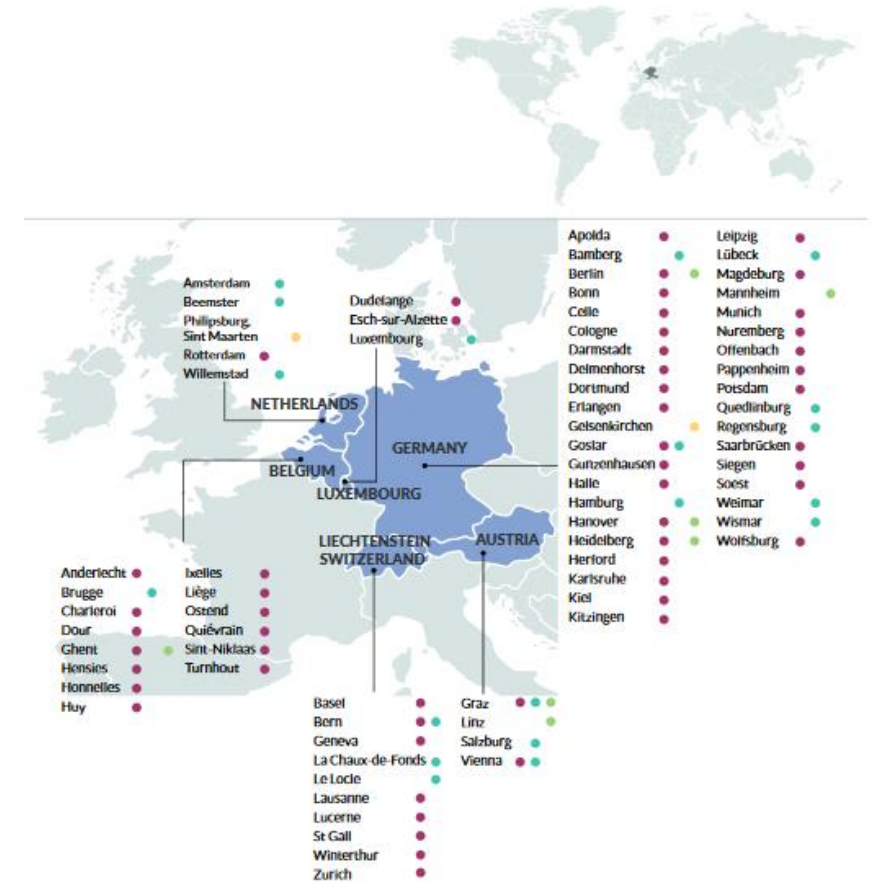 Apolda
Bamberg
Berlin
Bonn
Celle
Cologne
Darmstadt
Delmenhorst
Dortmund
Erlangen
Gelsenkirchen
Goslar
Gunzenhausen
Halle
Hamburg
Hanover
Heidelberg
Herford
Karlsruhe
Kiel
Kitzingen
Leipzig
Lübeck
Magdeburg
Mannheim
Munich
Nuremberg
Offenbach
Pappenheim
Potsdam
Quedlinburg
Regensburg
Saarbrücken
Siegen
Soest
Weimar
Wismar
Wolfsburg
Amsterdam
Beemster
Philipsburg,
Sint Maarten
Rotterdam
Willemstad
Dudelange
Esch-sur-Alzette
Luxembourg
NETHERLANDS
GERMANY
BELGIUM
LUXEMBOURG
LIECHTENSTEIN
SWITZERLAND
AUSTRIA
Anderlecht
Brugge
Charleroi
Dour
Ghent
Hensies
Honnelles
Huy
Ixelles
Liège
Ostend
Quiévrain
Sint-Niklaas
Turnhout
Basel
Bern
Geneva
La Chaux-de-Fonds
Le Locle
Lausanne
Lucerne
St Gall
Winterthur
Zurich
Graz
Linz
Salzburg
Vienna